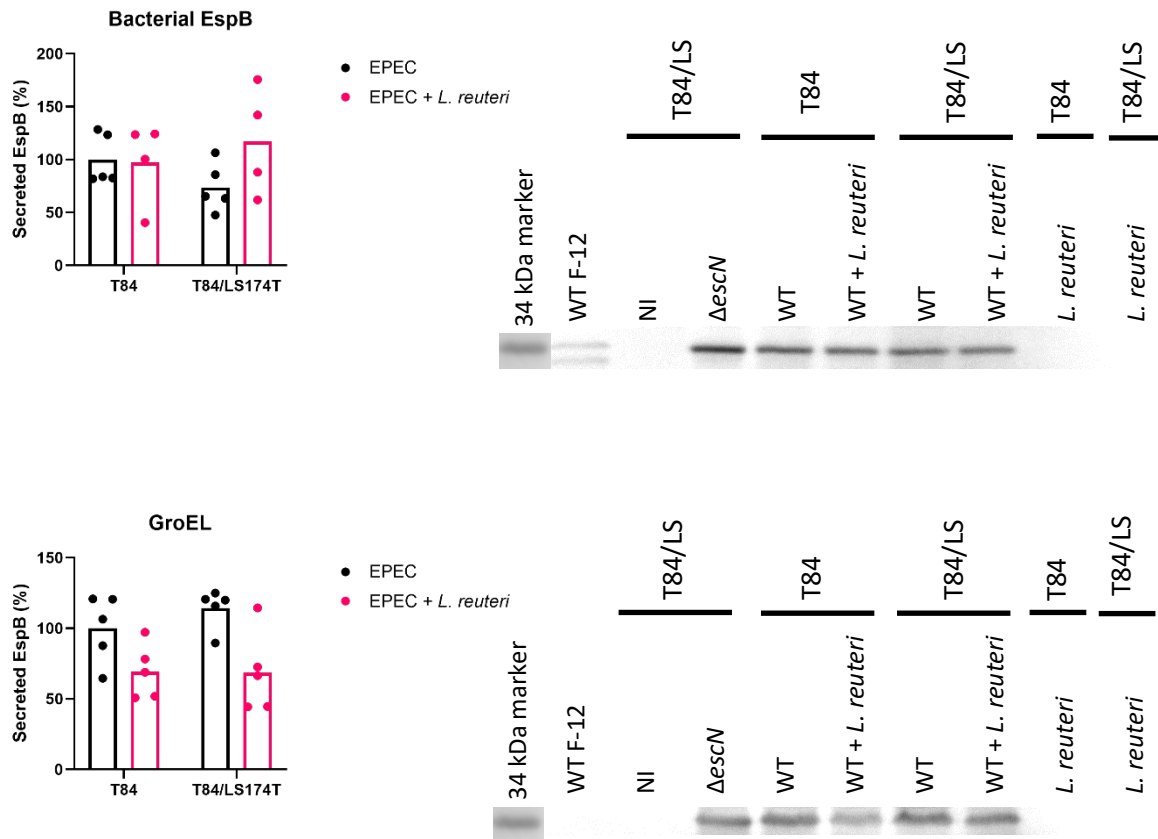 Bacterial EspB
Secreted EspB (%)
200
150
100
50
0
T84
T84/LS174T
EPEC
EPEC + L. reuteri
T84/LS
T84
T84/LS
T84
T84/LS
34 kDa marker
WT F-12
NI
ΔescN
WT
WT + L. reuteri
WT
WT + L. reuteri
L. reuteri
L. reuteri
GroEL
Secreted EspB (%)
150
100
50
0
T84
T84/LS174T
EPEC
EPEC + L. reuteri
T84/LS
T84
T84/LS
T84
T84/LS
34 kDa marker
WT F-12
NI
ΔescN
WT
WT + L. reuteri
WT
WT + L. reuteri
L. reuteri
L. reuteri